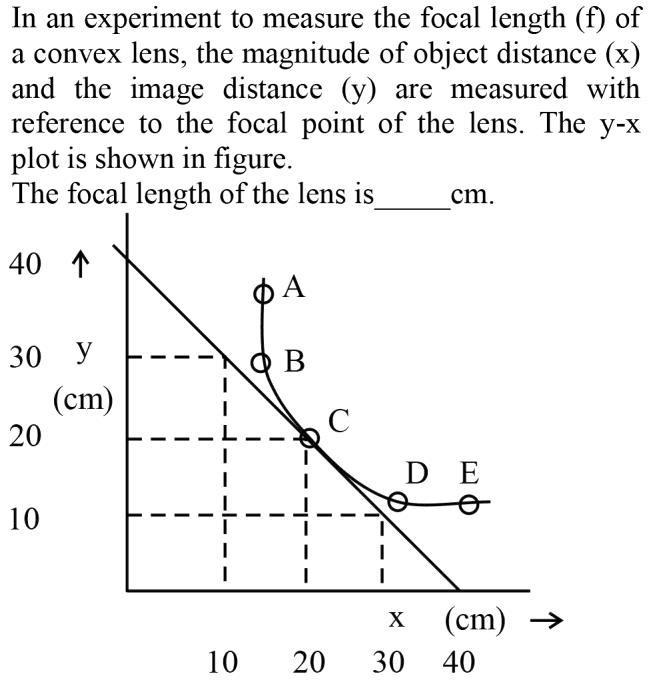 In an experiment to measure the focal length (f) of
a convex lens, the magnitude of object distance (x)
and the image distance (y) are measured with
reference to the focal point of the lens. The y-x
plot is shown in figure.
The focal length of the lens is_____cm.
40 ↑
A
30 y
B
(cm)
C
20
D E
10
x (cm) →
10 20 30 40